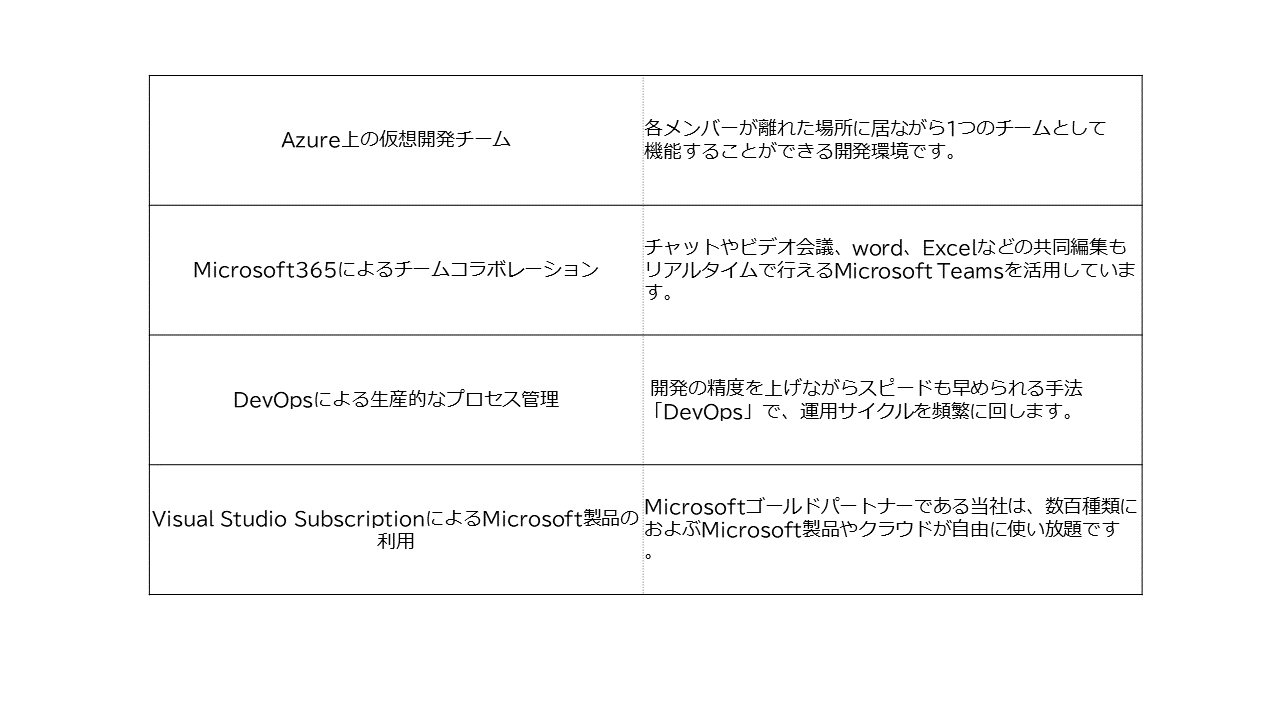 Azure上の仮想開発チーム
各メンバーが離れた場所に居ながら1つのチームとして
機能することができる開発環境です。
Microsoft365によるチームコラボレーション
チャットやビデオ会議、word、Excelなどの共同編集も
リアルタイムで行えるMicrosoft Teamsを活用していま
す。
DevOpsによる生産的なプロセス管理
開発の精度を上げながらスピードも早められる手法
「DevOps」で、運用サイクルを頻繁に回します。
Visual Studio SubscriptionによるMicrosoft製品の
利用
Microsoftゴールドパートナーである当社は、数百種類に
およぶMicrosoft製品やクラウドが自由に使い放題です
。